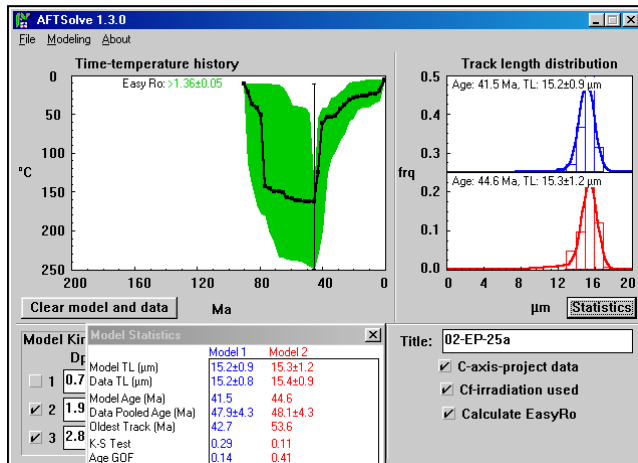 AFTSolve 1.3.0
File Modeling About
Time-temperature history
Easy Ro: >1.36±0.05
0
50
100
150
200
250
°C
200 160 120 80 40 0
Ma
Clear model and data
Track length distribution
0.5
Age: 41.5 Ma, TL: 15.2±0.9 µm
0.4
0.3
frq
0.2
Age: 44.6 Ma, TL: 15.3±1.2 µm
0.1
0.0
0 4 8 12 16 20
µm
Statistics
Model Kin
Dp
1 0.7
2 1.9
3 2.8
Model Statistics
Model 1 Model 2
Model TL (µm) 15.2±0.9 15.3±1.2
Data TL (µm) 15.2±0.8 15.4±0.9
Model Age (Ma) 41.5 44.6
Data Pooled Age (Ma) 47.9±4.3 48.1±4.3
Oldest Track (Ma) 42.7 53.6
K-S Test 0.29 0.11
Age GOF 0.14 0.41
Title: 02-EP-25a
C-axis-project data
Cf-irradiation used
Calculate EasyRo